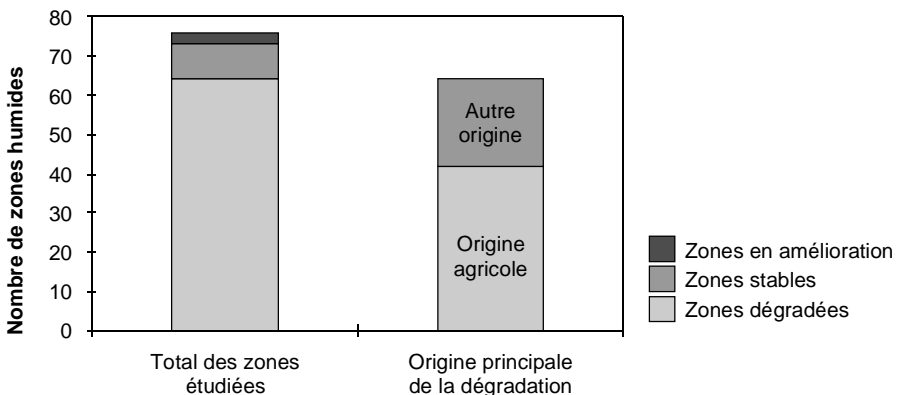 Nombre de zones humides
80
70
60
50
40
30
20
10
0
Autre
origine
Origine
agricole
Total des zones
étudiées
Origine principale
de la dégradation
Zones en amélioration
Zones stables
Zones dégradées